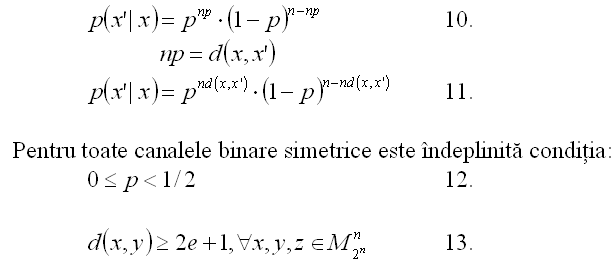 p(x'| x) = p^{np} · (1 − p)^{n−np} 10.
np = d(x, x')
p(x'| x) = p^{nd(x,x')} · (1 − p)^{n−nd(x,x')} 11.
Pentru toate canalele binare simetrice este îndeplinită condiția:
0 ≤ p < 1/2 12.
d(x, y) ≥ 2e + 1, ∀x, y, z ∈ M^{n}_{2^{n}} 13.